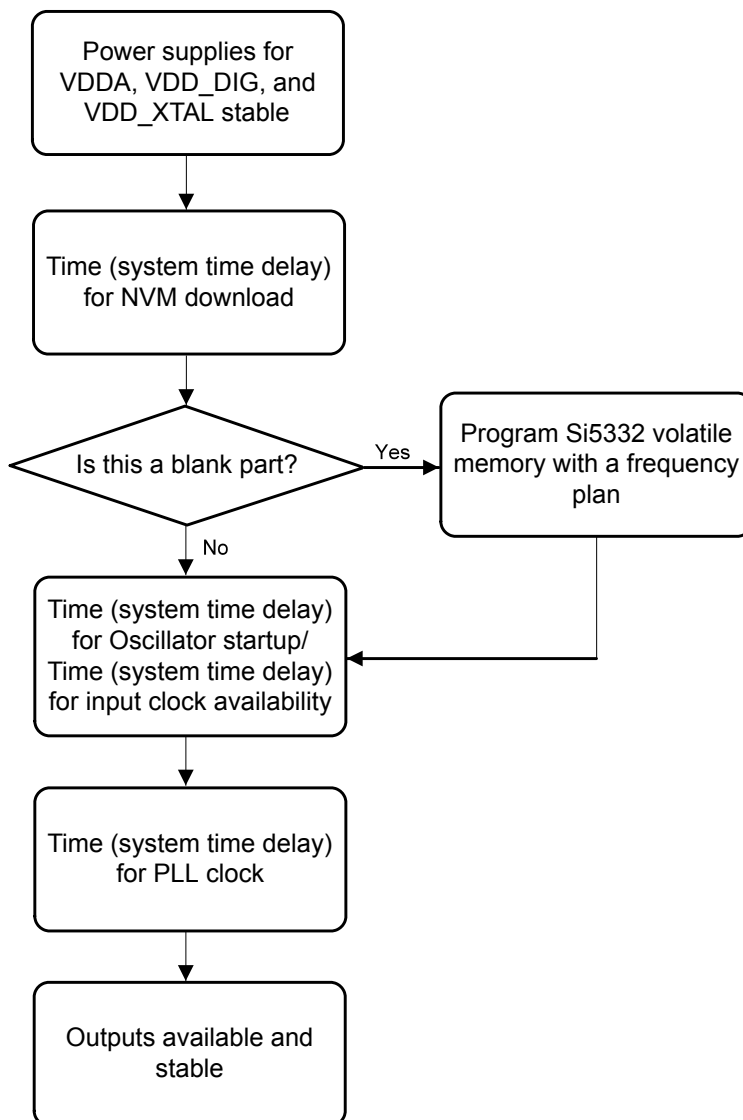 Power supplies for
VDDA, VDD_DIG, and
VDD_XTAL stable
Time (system time delay)
for NVM download
Is this a blank part?
Yes
Program Si5332 volatile
memory with a frequency
plan
No
Time (system time delay)
for Oscillator startup/
Time (system time delay)
for input clock availability
Time (system time delay)
for PLL clock
Outputs available and
stable